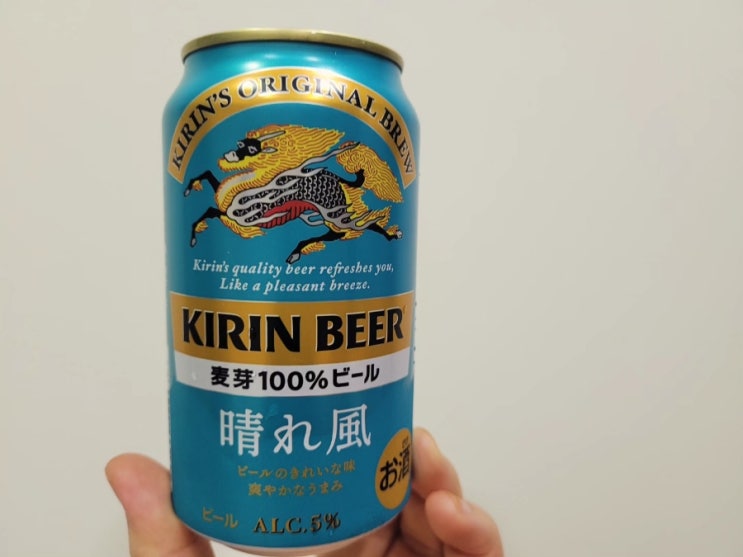 KIRIN'S ORIGINAL BREW
Kirin's quality beer refreshes you,
Like a pleasant breeze.
KIRIN BEER
麦芽100%ビール
晴れ風
ビールのきれいな味
爽やかなうまみ
お酒
ビール ALC.5%